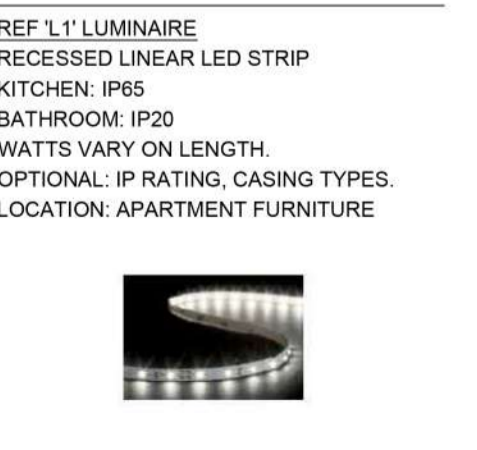 REF 'L1' LUMINAIRE
RECESSED LINEAR LED STRIP
KITCHEN: IP65
BATHROOM: IP20
WATTS VARY ON LENGTH.
OPTIONAL: IP RATING, CASING TYPES.
LOCATION: APARTMENT FURNITURE